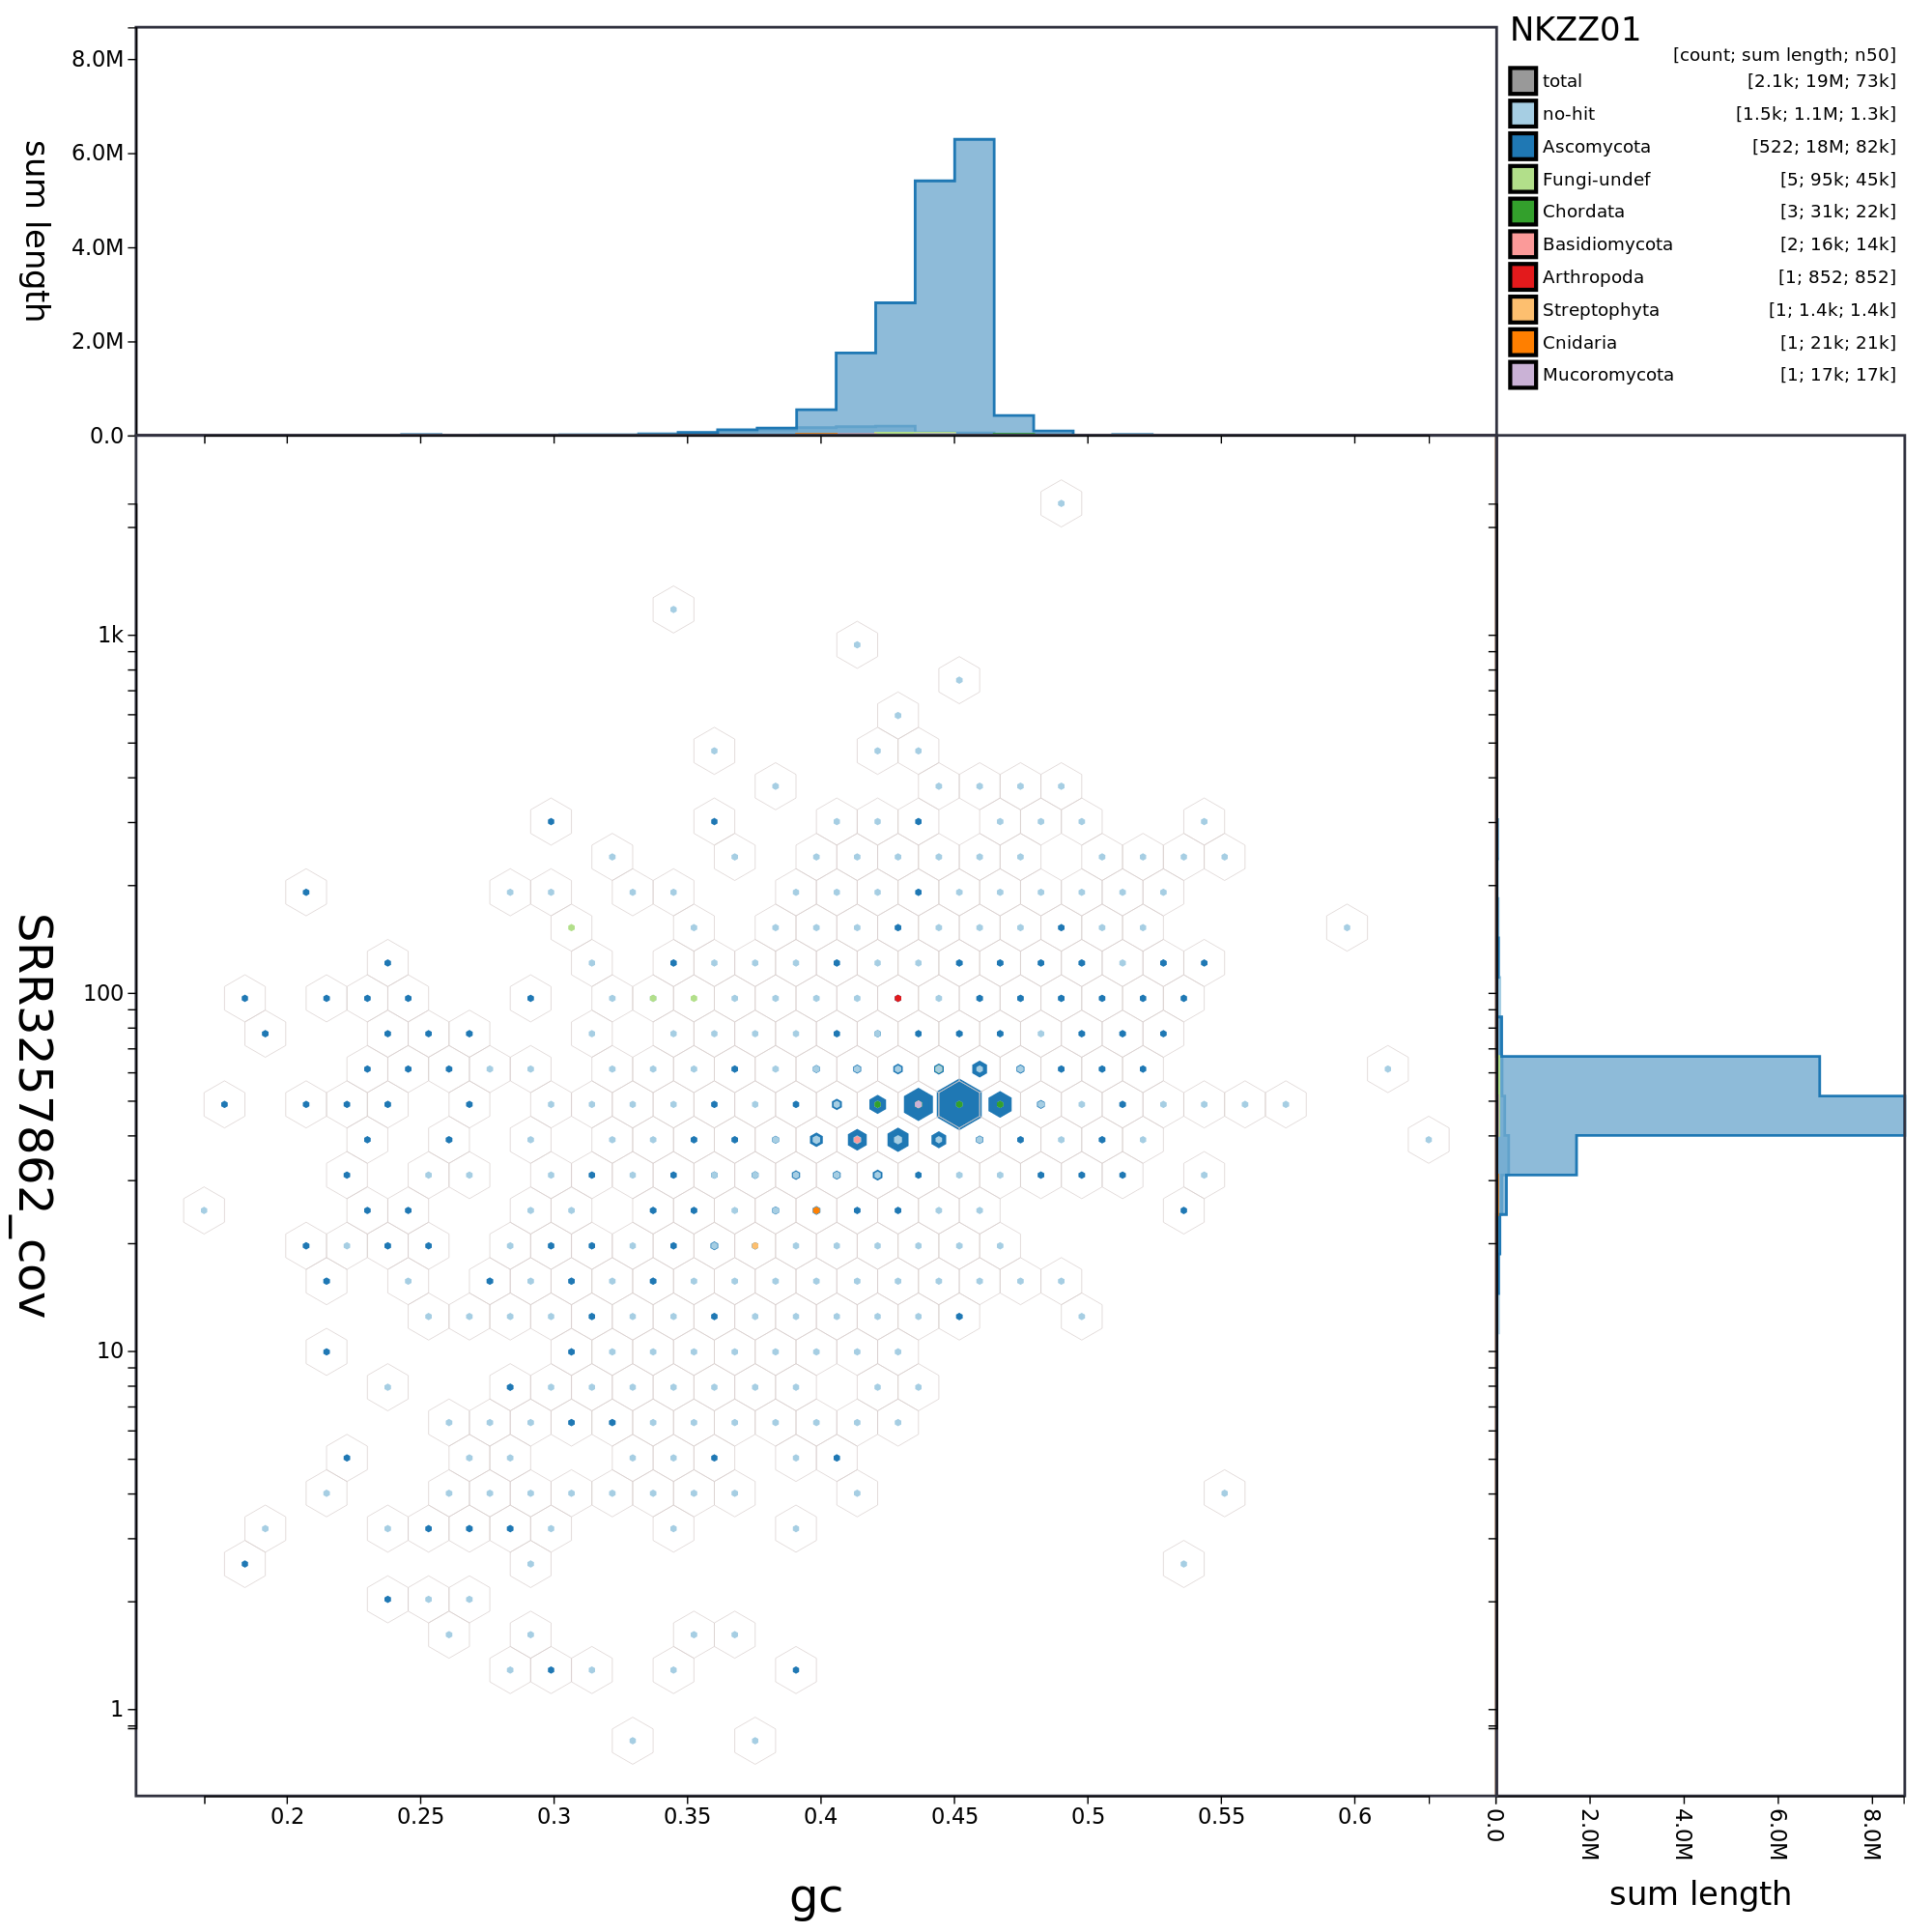 NKZZ01
[count; sum length; n50]
total [2.1k; 19M; 73k]
no-hit [1.5k; 1.1M; 1.3k]
Ascomycota [522; 18M; 82k]
Fungi-undef [5; 95k; 45k]
Chordata [3; 31k; 22k]
Basidiomycota [2; 16k; 14k]
Arthropoda [1; 852; 852]
Streptophyta [1; 1.4k; 1.4k]
Cnidaria [1; 21k; 21k]
Mucoromycota [1; 17k; 17k]
sum length
8.0M
6.0M
4.0M
2.0M
0.0
SRR3257862_cov
1k
100
10
1
0.2 0.25 0.3 0.35 0.4 0.45 0.5 0.55 0.6
gc
0.0 2.0M 4.0M 6.0M 8.0M
sum length